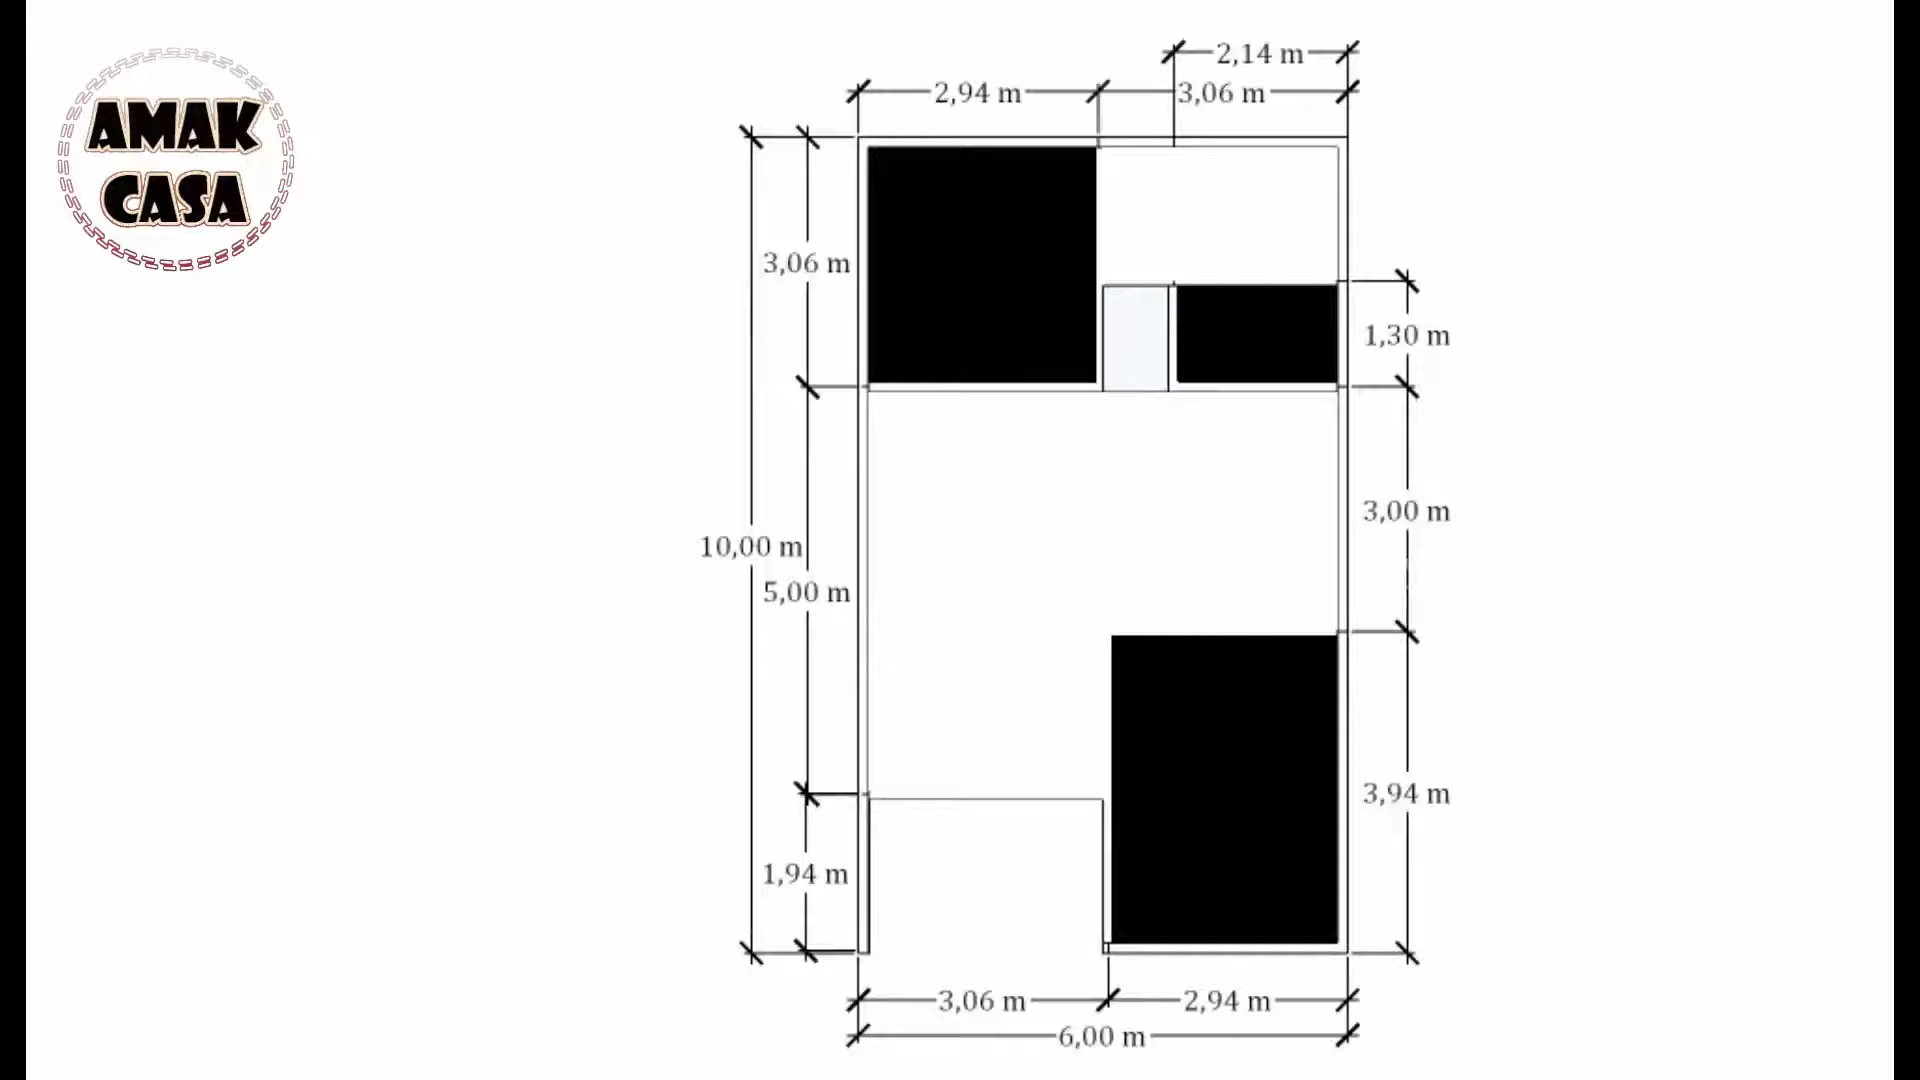 AMAK
CASA
2,14 m
2,94 m
3,06 m
3,06 m
1,30 m
3,00 m
10,00 m
5,00 m
3,94 m
1,94 m
3,06 m
2,94 m
6,00 m